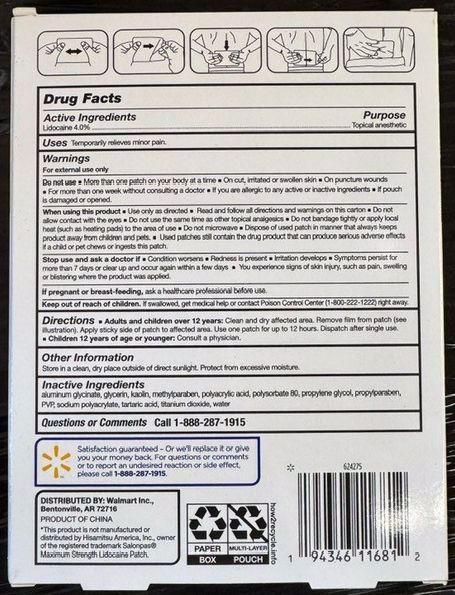 Drug Facts
Active Ingredients Purpose
Lidocaine 4.0% Topical anesthetic
Uses Temporarily relieves minor pain.
Warnings
For external use only
Do not use ▪ More than one patch on your body at a time ▪ On cut, irritated or swollen skin ▪ On puncture wounds
▪ For more than one week without consulting a doctor ▪ If you are allergic to any active or inactive ingredients ▪ If pouch
is damaged or opened.
When using this product ▪ Use only as directed ▪ Read and follow all directions and warnings on this carton ▪ Do not
allow contact with the eyes ▪ Do not use the same time as other topical analgesics ▪ Do not bandage tightly or apply local
heat (such as heating pads) to the area of use ▪ Do not microwave ▪ Dispose of used patch in manner that always keeps
product away from children and pets. ▪ Used patches still contain the drug product that can produce serious adverse effects
if a child or pet chews or ingests this patch.
Stop use and ask a doctor if ▪ Condition worsens ▪ Redness is present ▪ Irritation develops ▪ Symptoms persist for
more than 7 days or clear up and occur again within a few days ▪ You experience signs of skin injury, such as pain, swelling
or blistering where the product was applied.
If pregnant or breast-feeding, ask a healthcare professional before use.
Keep out of reach of children. If swallowed, get medical help or contact Poison Control Center (1-800-222-1222) right away.
Directions ▪ Adults and children over 12 years: Clean and dry affected area. Remove film from patch (see
illustration). Apply sticky side of patch to affected area. Use one patch for up to 12 hours. Dispatch after single use.
▪ Children 12 years of age or younger: Consult a physician.
Other Information
Store in a clean, dry place outside of direct sunlight. Protect from excessive moisture.
Inactive Ingredients
aluminum glycinate, glycerin, kaolin, methylparaben, polyacrylic acid, polysorbate 80, propylene glycol, propylparaben,
PVP, sodium polyacrylate, tartaric acid, titanium dioxide, water
Questions or Comments Call 1-888-287-1915
Satisfaction guaranteed – Or we'll replace it or give
you your money back. For questions or comments
or to report an undesired reaction or side effect,
please call 1-888-287-1915.
DISTRIBUTED BY: Walmart Inc.,
Bentonville, AR 72716
PRODUCT OF CHINA
*This product is not manufactured or
distributed by Hisamitsu America, Inc., owner
of the registered trademark Salonpas®
Maximum Strength Lidocaine Patch.
PAPER
BOX
MULTI-LAYER
POUCH
how2recycle.info
624275
1 94346 11681 2